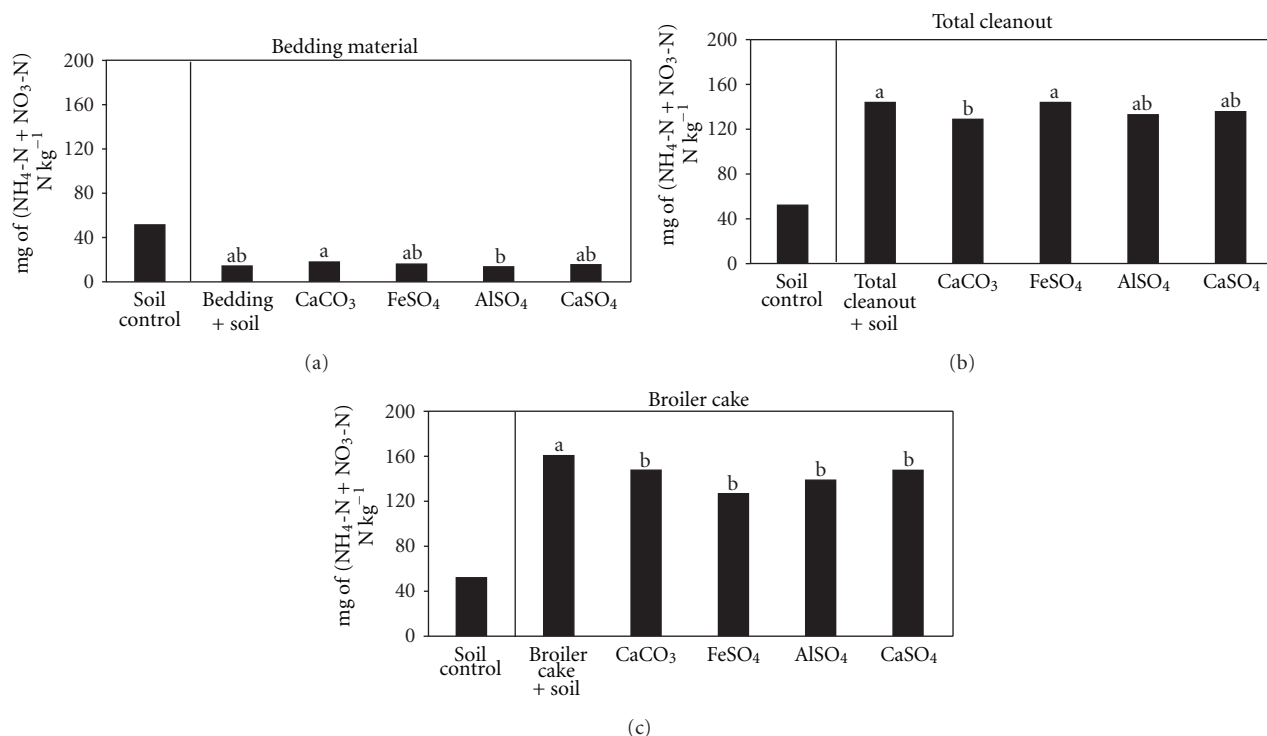 Bedding material
mg of (NH₄-N + NO₃-N)
N kg⁻¹
200
160
120
80
40
0
ab
a
ab
b
ab
Soil
control
Bedding
+ soil
CaCO₃
FeSO₄
AlSO₄
CaSO₄
(a)
Total cleanout
mg of (NH₄-N + NO₃-N)
N kg⁻¹
200
160
120
80
40
0
a
b
a
ab
ab
Soil
control
Total
cleanout
+ soil
CaCO₃
FeSO₄
AlSO₄
CaSO₄
(b)
Broiler cake
mg of (NH₄-N + NO₃-N)
N kg⁻¹
200
160
120
80
40
0
a
b
b
b
b
Soil
control
Broiler
cake
+ soil
CaCO₃
FeSO₄
AlSO₄
CaSO₄
(c)